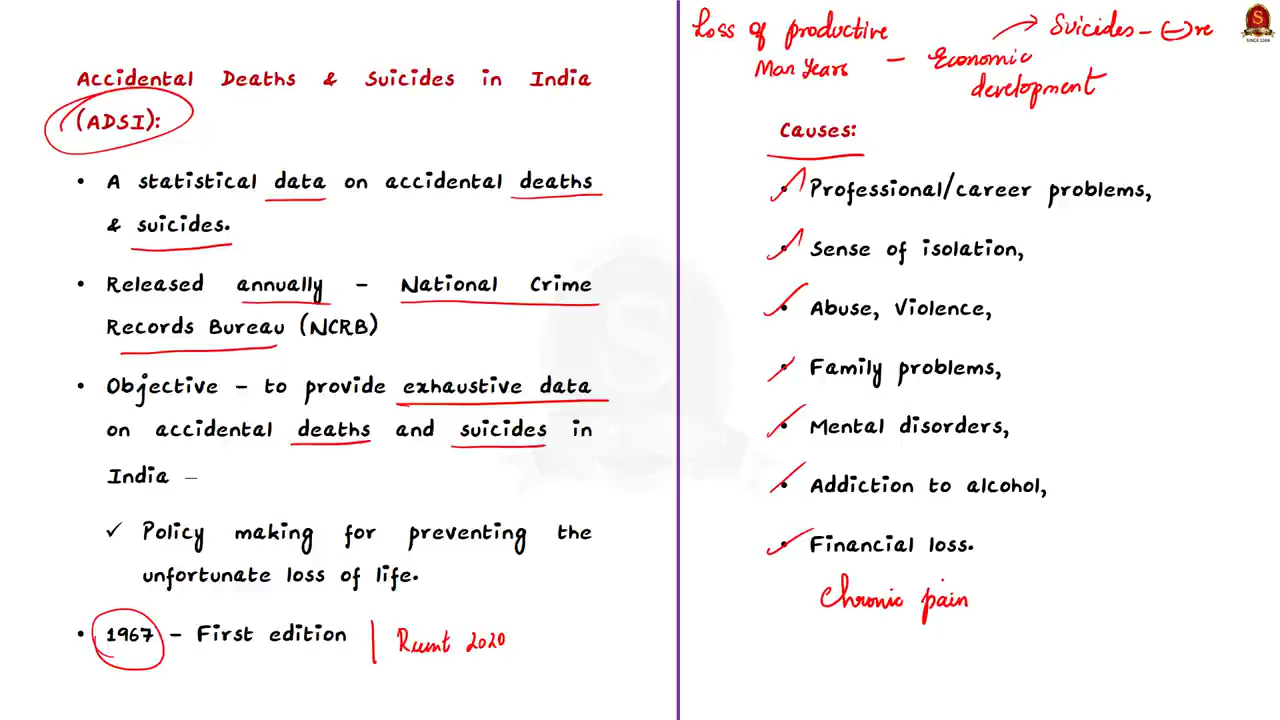 Accidental Deaths & Suicides in India
(ADSI):
• A statistical data on accidental deaths
& suicides.
• Released annually - National Crime
Records Bureau (NCRB)
• Objective - to provide exhaustive data
on accidental deaths and suicides in
India -
✓ Policy making for preventing the
unfortunate loss of life.
• 1967 - First edition | Recent 2020
Loss of productive
Man Years - Economic
development
Suicides - (-)ve
S
SINCE 2004
Causes:
• Professional/career problems,
• Sense of isolation,
• Abuse, Violence,
• Family problems,
• Mental disorders,
• Addiction to alcohol,
• Financial loss.
Chronic pain